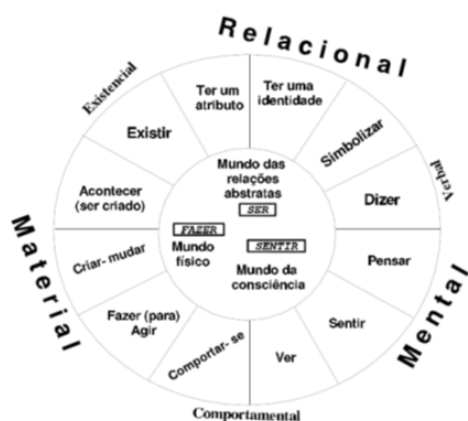 Relacional
Existencial
Ter um
atributo
Ter uma
identidade
Existir
Simbolizar
Verbal
Mundo das
relações
abstratas
SER
Acontecer
(ser criado)
Dizer
FAZER
Mundo
físico
SENTIR
Mundo da
consciência
Material
Criar- mudar
Pensar
Mental
Fazer (para)
Agir
Sentir
Comportar- se
Ver
Comportamental